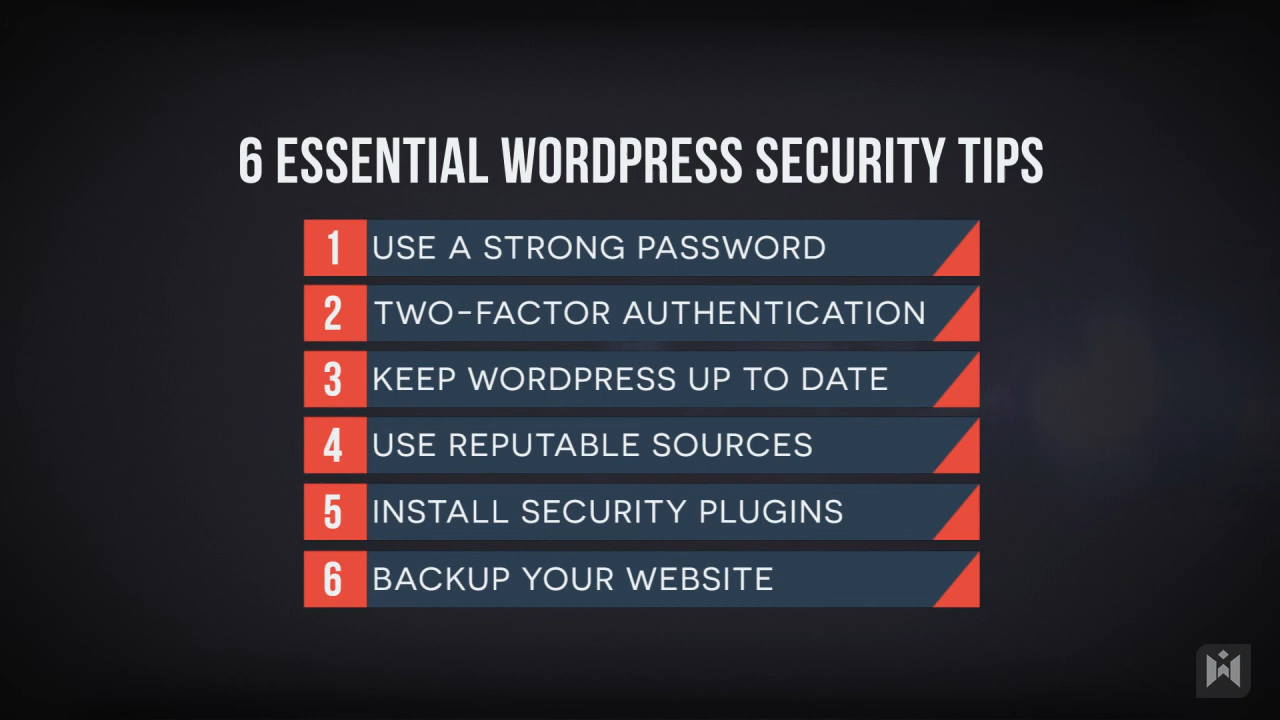 6 ESSENTIAL WORDPRESS SECURITY TIPS
1 USE A STRONG PASSWORD
2 TWO-FACTOR AUTHENTICATION
3 KEEP WORDPRESS UP TO DATE
4 USE REPUTABLE SOURCES
5 INSTALL SECURITY PLUGINS
6 BACKUP YOUR WEBSITE